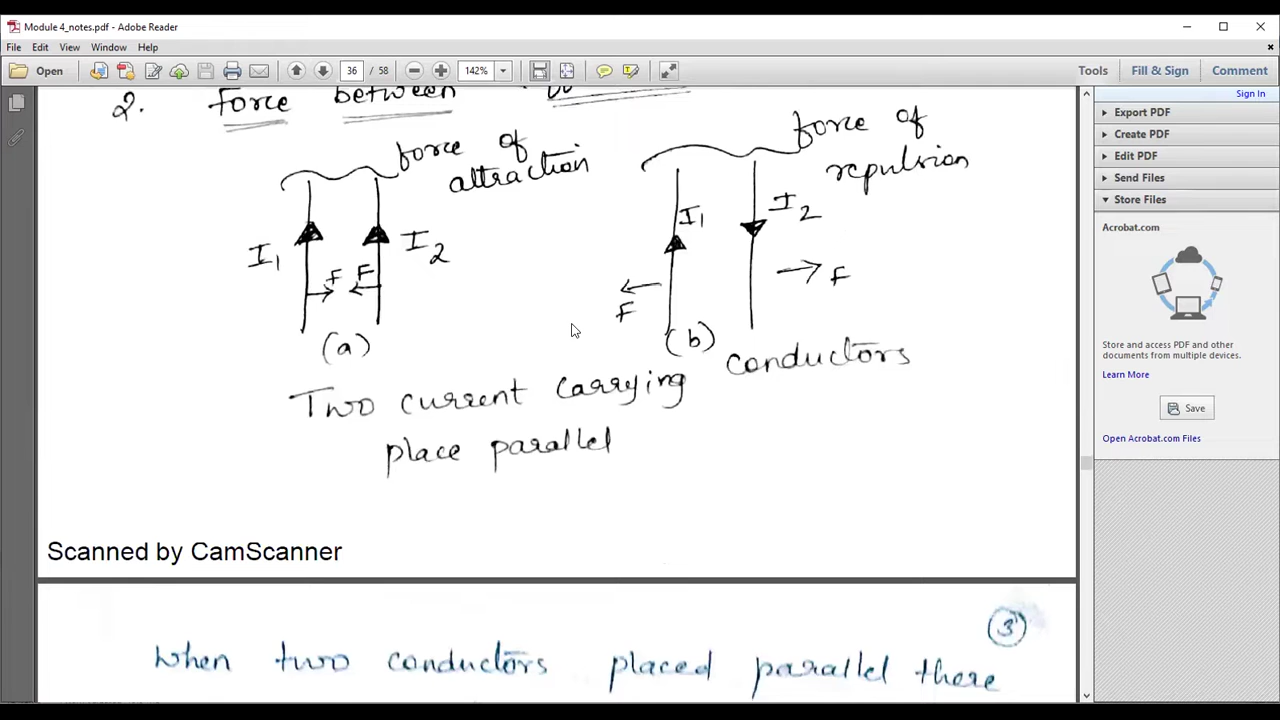 Module 4_notes.pdf - Adobe Reader
File Edit View Window Help
Open 36 / 58 142% Tools Fill & Sign Comment
Sign In
Export PDF
Create PDF
Edit PDF
Send Files
Store Files
Acrobat.com
Store and access PDF and other
documents from multiple devices.
Learn More
Save
Open Acrobat.com Files
2. Force between
force of
attraction
I1 I2
F F
(a)
force of
repulsion
I1 I2
F F
(b)
Two current carrying conductors
place parallel
Scanned by CamScanner
3
When two conductors placed parallel there